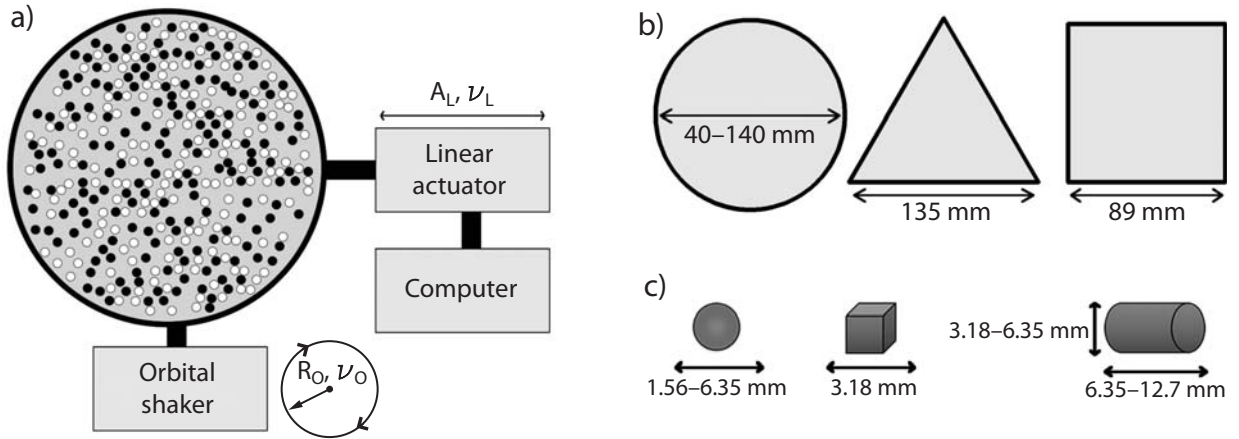 a)
A_L, ν_L
Linear
actuator
Computer
Orbital
shaker
R_O, ν_O
b)
40–140 mm
135 mm
89 mm
c)
1.56–6.35 mm
3.18 mm
3.18–6.35 mm
6.35–12.7 mm